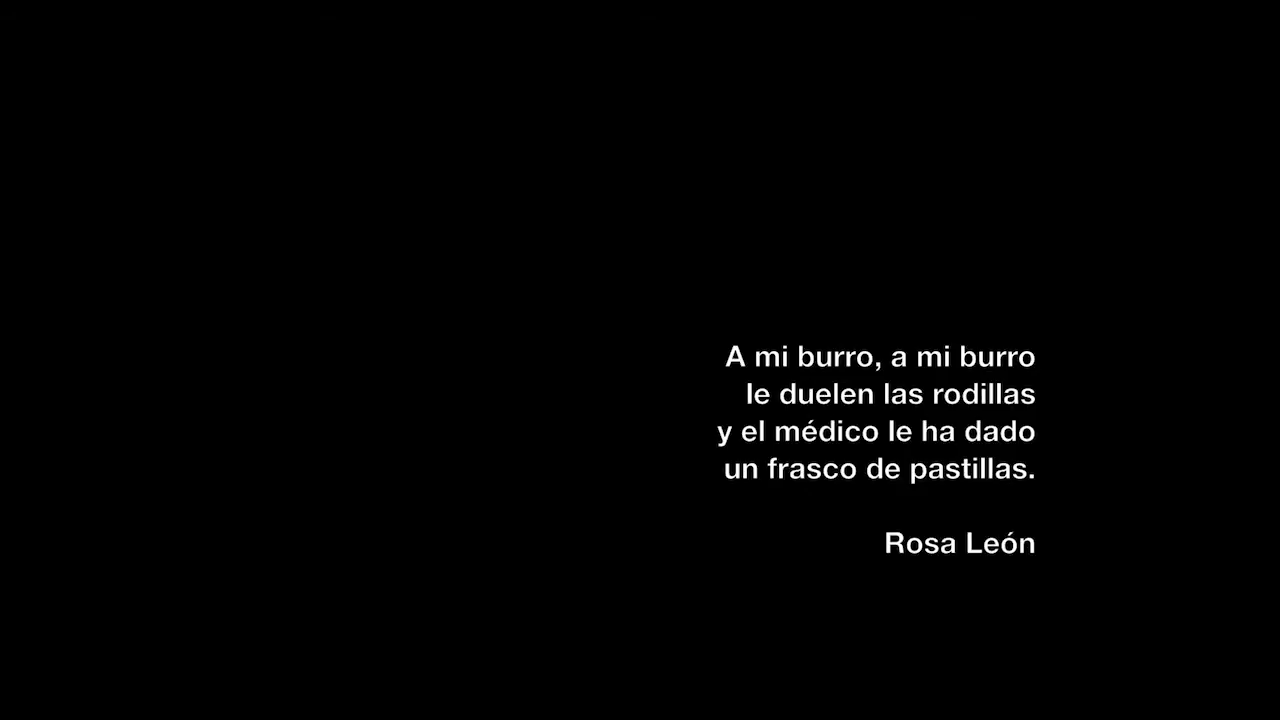 A mi burro, a mi burro
le duelen las rodillas
y el médico le ha dado
un frasco de pastillas.
Rosa León